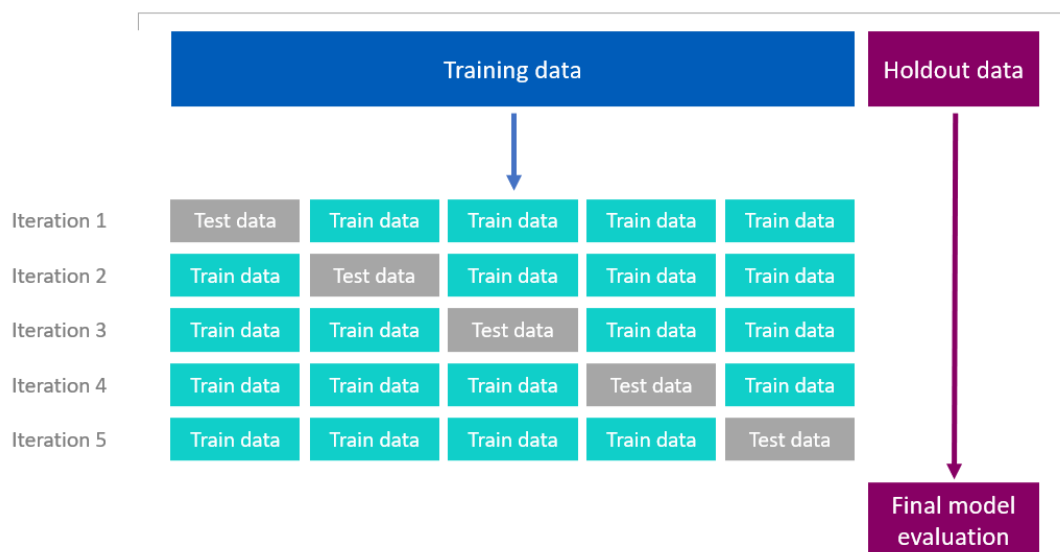 Training data
Holdout data
Iteration 1
Test data
Train data
Train data
Train data
Train data
Iteration 2
Train data
Test data
Train data
Train data
Train data
Iteration 3
Train data
Train data
Test data
Train data
Train data
Iteration 4
Train data
Train data
Train data
Test data
Train data
Iteration 5
Train data
Train data
Train data
Train data
Test data
Final model
evaluation